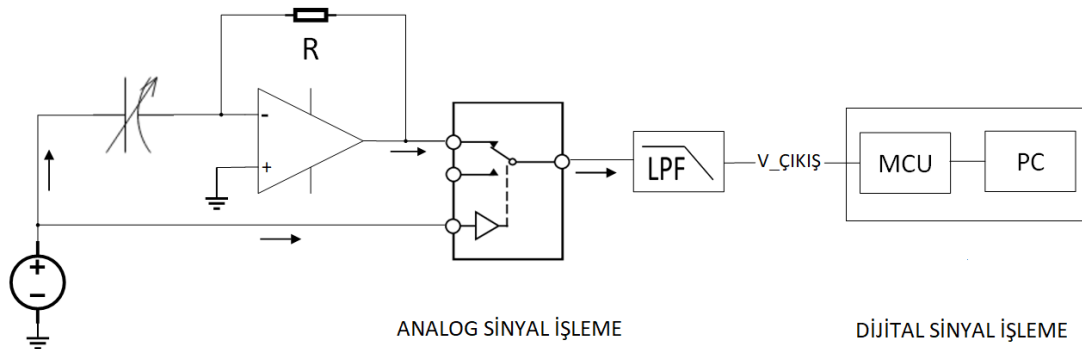 R
-
+
+
−
LPF
V_ÇIKIŞ
MCU
PC
ANALOG SİNYAL İŞLEME
DİJİTAL SİNYAL İŞLEME